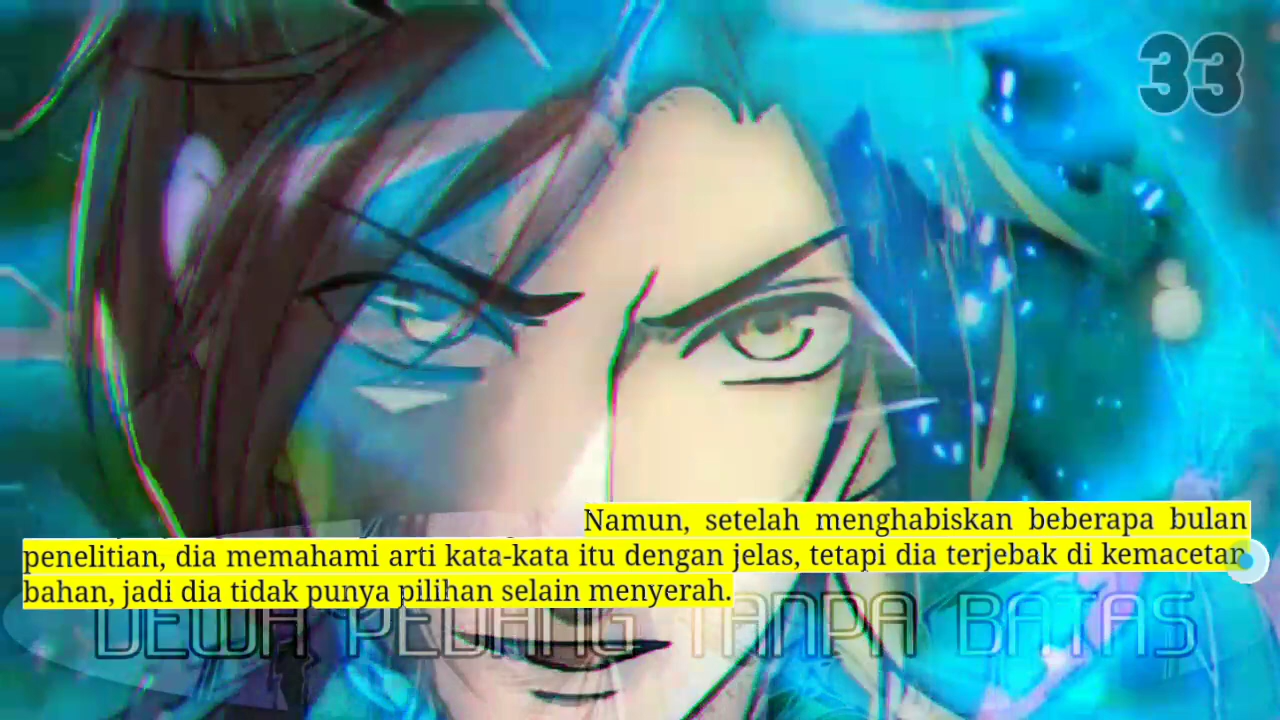 33
Namun, setelah menghabiskan beberapa bulan
penelitian, dia memahami arti kata-kata itu dengan jelas, tetapi dia terjebak di kemacetan
bahan, jadi dia tidak punya pilihan selain menyerah.
DEWA PEDANG TANPA BATAS